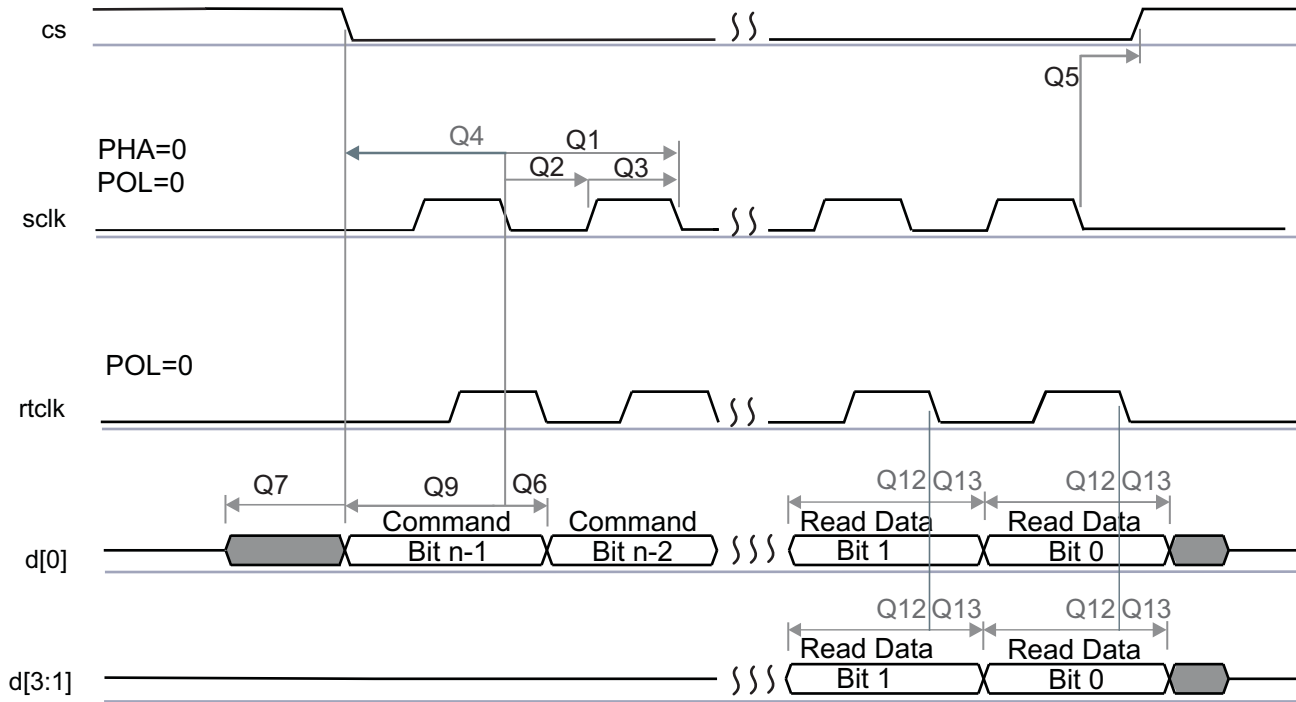 cs
Q5
PHA=0
POL=0
Q4 Q1
Q2 Q3
sclk
POL=0
rtclk
Q7 Q9 Q6 Q12 Q13 Q12 Q13
Command Command Read Data Read Data
d[0] Bit n-1 Bit n-2 Bit 1 Bit 0
Q12 Q13 Q12 Q13
Read Data Read Data
d[3:1] Bit 1 Bit 0